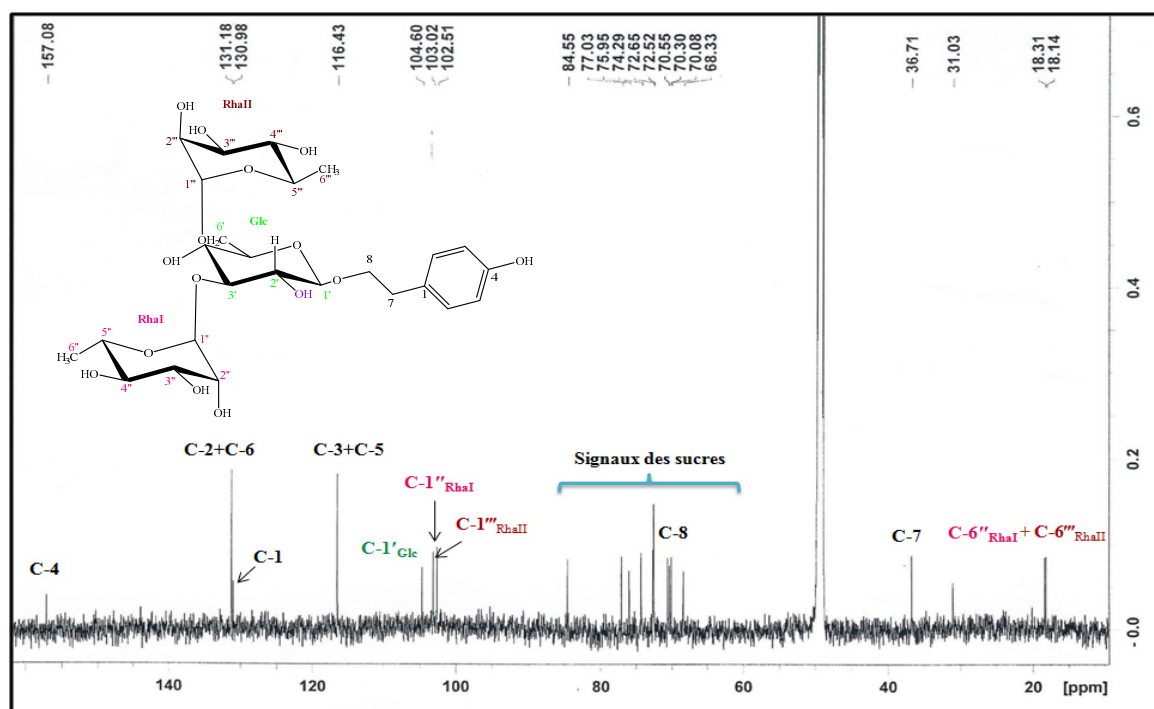 157.08
131.18
130.98
116.43
104.60
103.02
102.51
84.55
77.03
75.95
74.29
72.65
72.52
70.55
70.30
70.08
68.33
36.71
31.03
18.31
18.14
RhaII
OH
HO
2'''
3'''
4'''
OH
O
CH3
6'''
1'''
5'''
6'
Glc
OH2C
H
HO
O
8
OH
4
O
2'
OH
1'
O
7
1
3'
RhaI
5''
O
1''
6''
H3C
HO
4''
3''
OH
2''
OH
C-2+C-6
C-3+C-5
Signaux des sucres
C-1''RhaI
C-1'''RhaII
C-1'Glc
C-8
C-7
C-6''RhaI + C-6'''RhaII
C-4
C-1
0.6
0.4
0.2
0.0
140
120
100
80
60
40
20
[ppm]